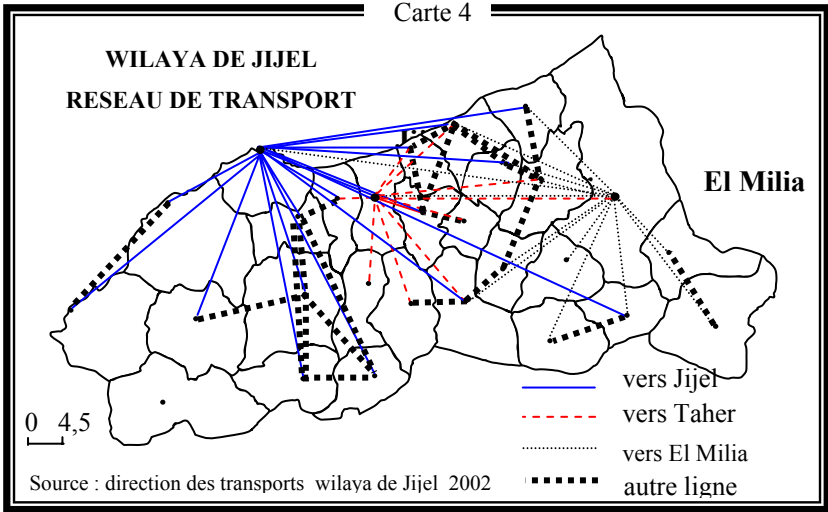 Carte 4
WILAYA DE JIJEL
RESEAU DE TRANSPORT
El Milia
vers Jijel
vers Taher
0 4,5
vers El Milia
Source : direction des transports wilaya de Jijel 2002
autre ligne